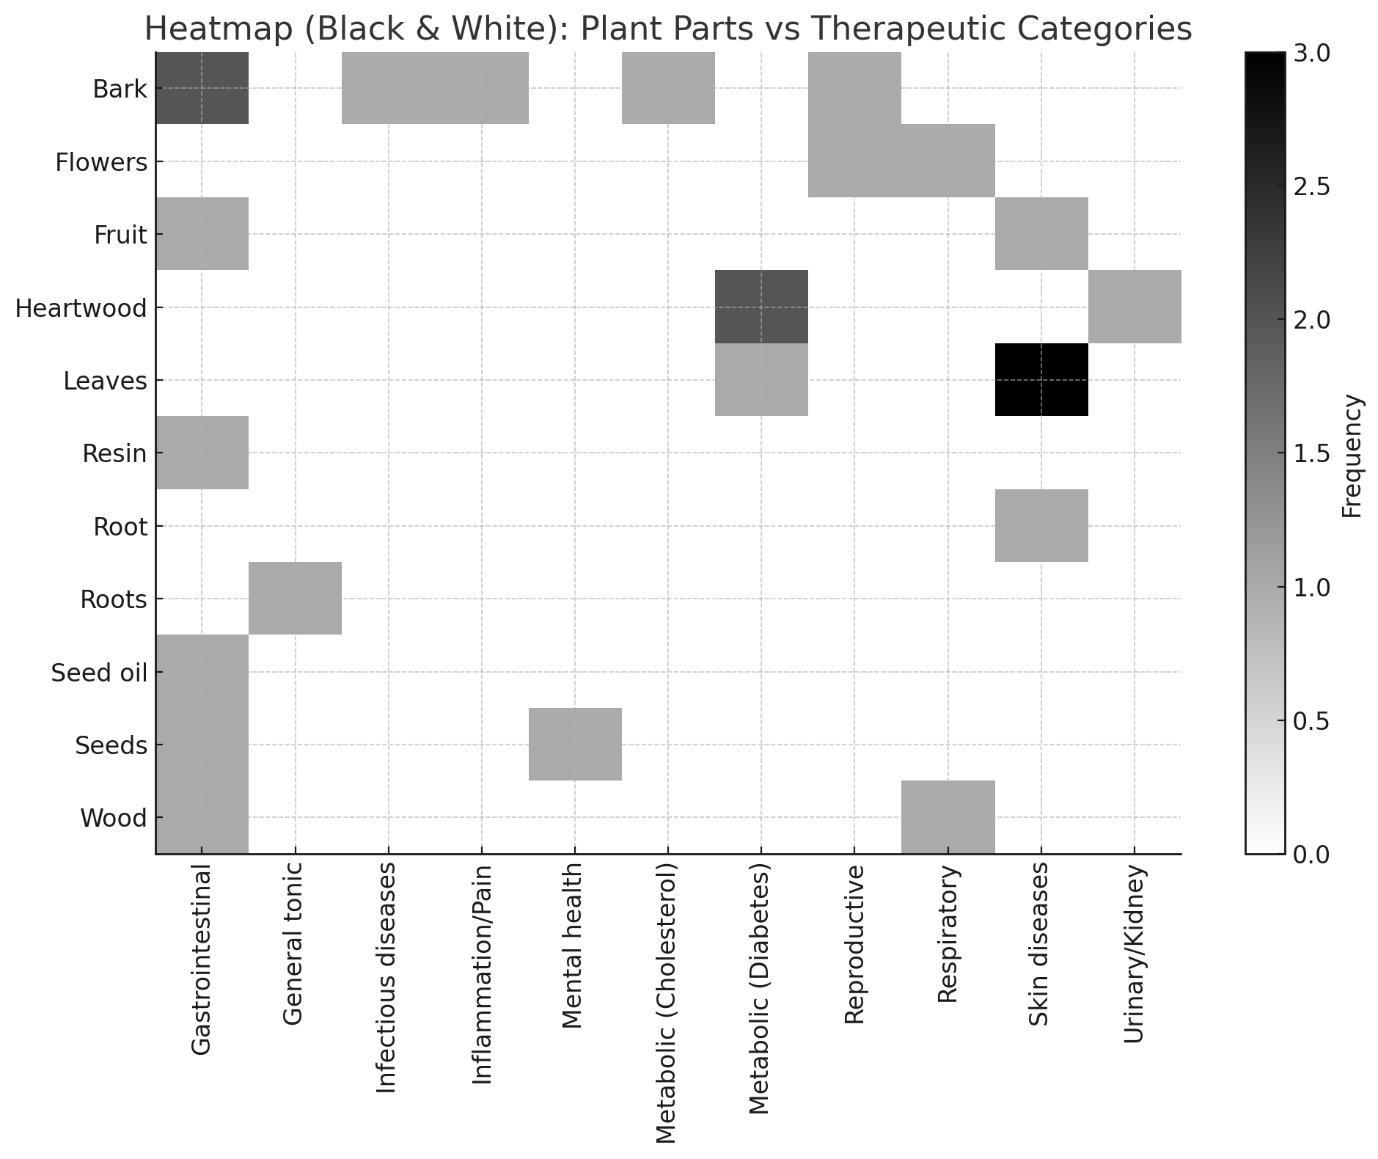 Heatmap (Black & White): Plant Parts vs Therapeutic Categories
Bark
Flowers
Fruit
Heartwood
Leaves
Resin
Root
Roots
Seed oil
Seeds
Wood
Gastrointestinal
General tonic
Infectious diseases
Inflammation/Pain
Mental health
Metabolic (Cholesterol)
Metabolic (Diabetes)
Reproductive
Respiratory
Skin diseases
Urinary/Kidney
3.0
2.5
2.0
1.5
1.0
0.5
0.0
Frequency